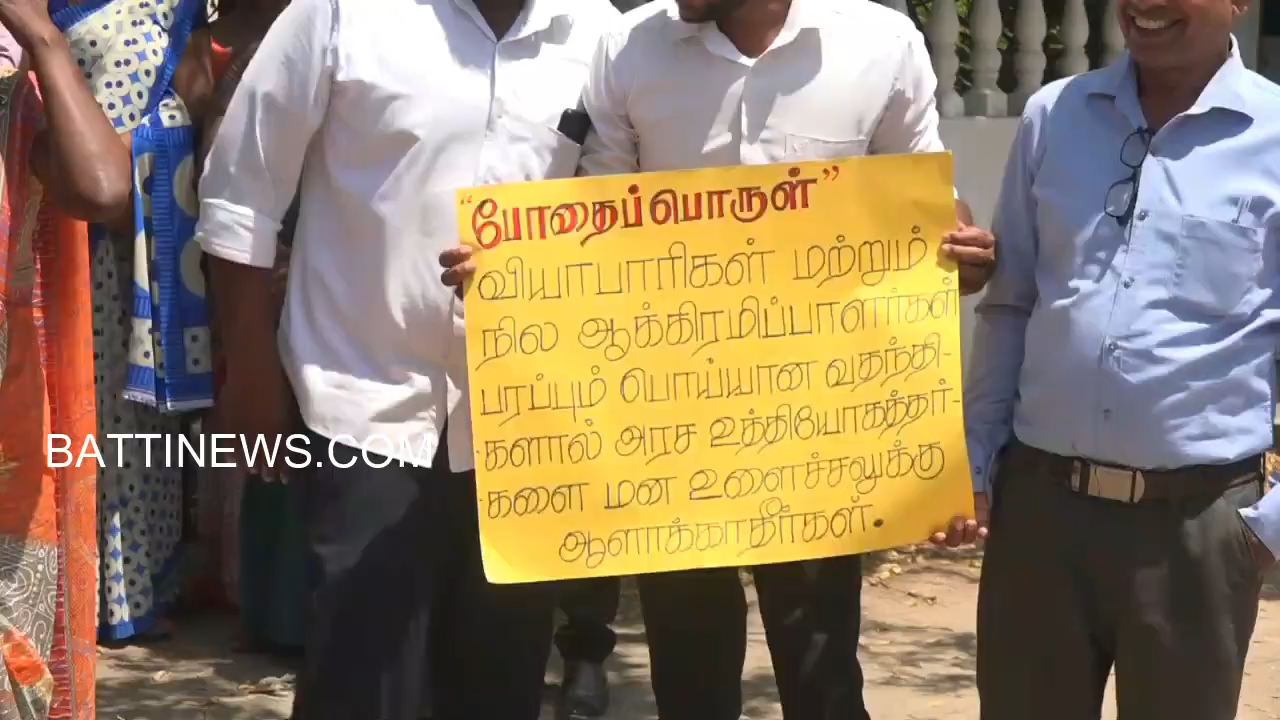 “போதைப்பொருள்”
வியாபாரிகள் மற்றும்
நில ஆக்கிரமிப்பாளர்கள்
பரப்பும் பொய்யான வதந்தி-
களால் அரச உத்தியோகத்தர்-
களை மன உளைச்சலுக்கு
ஆளாக்காதீர்கள்.
BATTINEWS.COM